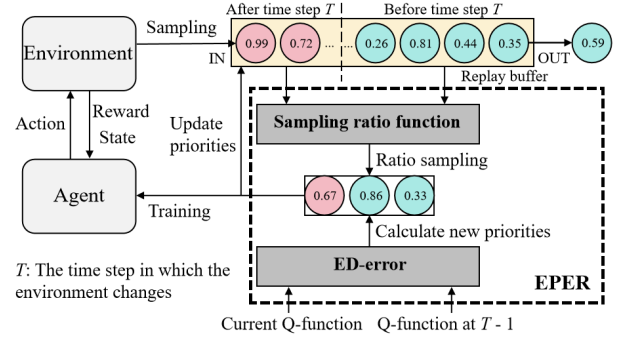 After time step T
Before time step T
Sampling
Environment
0.99
0.72
...
...
0.26
0.81
0.44
0.35
0.59
IN
OUT
Replay buffer
Action
Reward
State
Update
priorities
Sampling ratio function
Ratio sampling
Agent
0.67
0.86
0.33
Training
Calculate new priorities
ED-error
T: The time step in which the
environment changes
EPER
Current Q-function
Q-function at T - 1